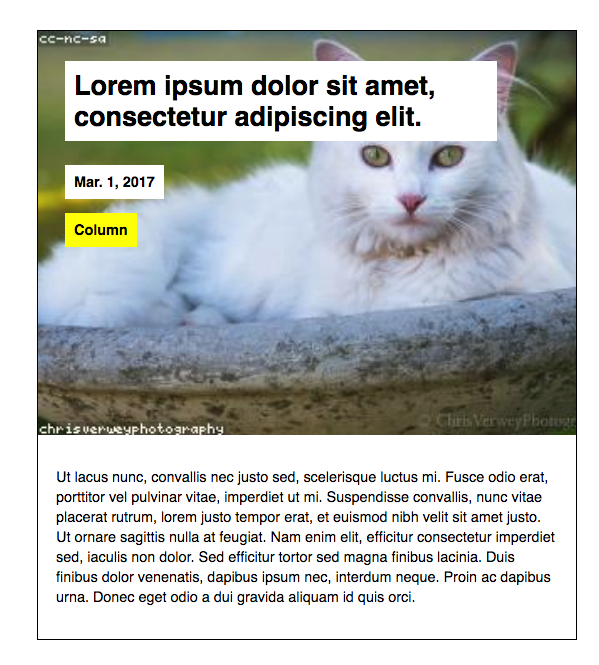 cc-nc-sa
Lorem ipsum dolor sit amet,
consectetur adipiscing elit.
Mar. 1, 2017
Column
© ChrisVerweyPhotogr
chrisverweyphotography
Ut lacus nunc, convallis nec justo sed, scelerisque luctus mi. Fusce odio erat,
porttitor vel pulvinar vitae, imperdiet ut mi. Suspendisse convallis, nunc vitae
placerat rutrum, lorem justo tempor erat, et euismod nibh velit sit amet justo.
Ut ornare sagittis nulla at feugiat. Nam enim elit, efficitur consectetur imperdiet
sed, iaculis non dolor. Sed efficitur tortor sed magna finibus lacinia. Duis
finibus dolor venenatis, dapibus ipsum nec, interdum neque. Proin ac dapibus
urna. Donec eget odio a dui gravida aliquam id quis orci.